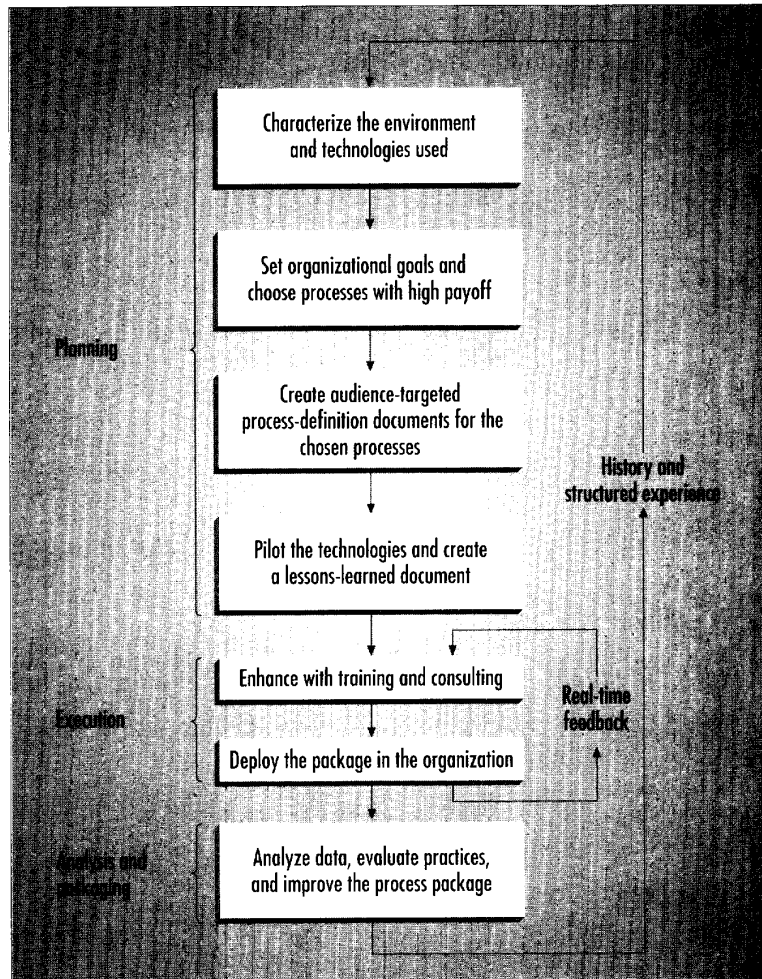 Characterize the environment
and technologies used
Set organizational goals and
choose processes with high payoff
Planning
Create audience-targeted
process-definition documents for the
chosen processes
History and
structured experience
Pilot the technologies and create
a lessons-learned document
Enhance with training and consulting
Execution
Real-time
feedback
Deploy the package in the organization
Analysis and
packaging
Analyze data, evaluate practices,
and improve the process package